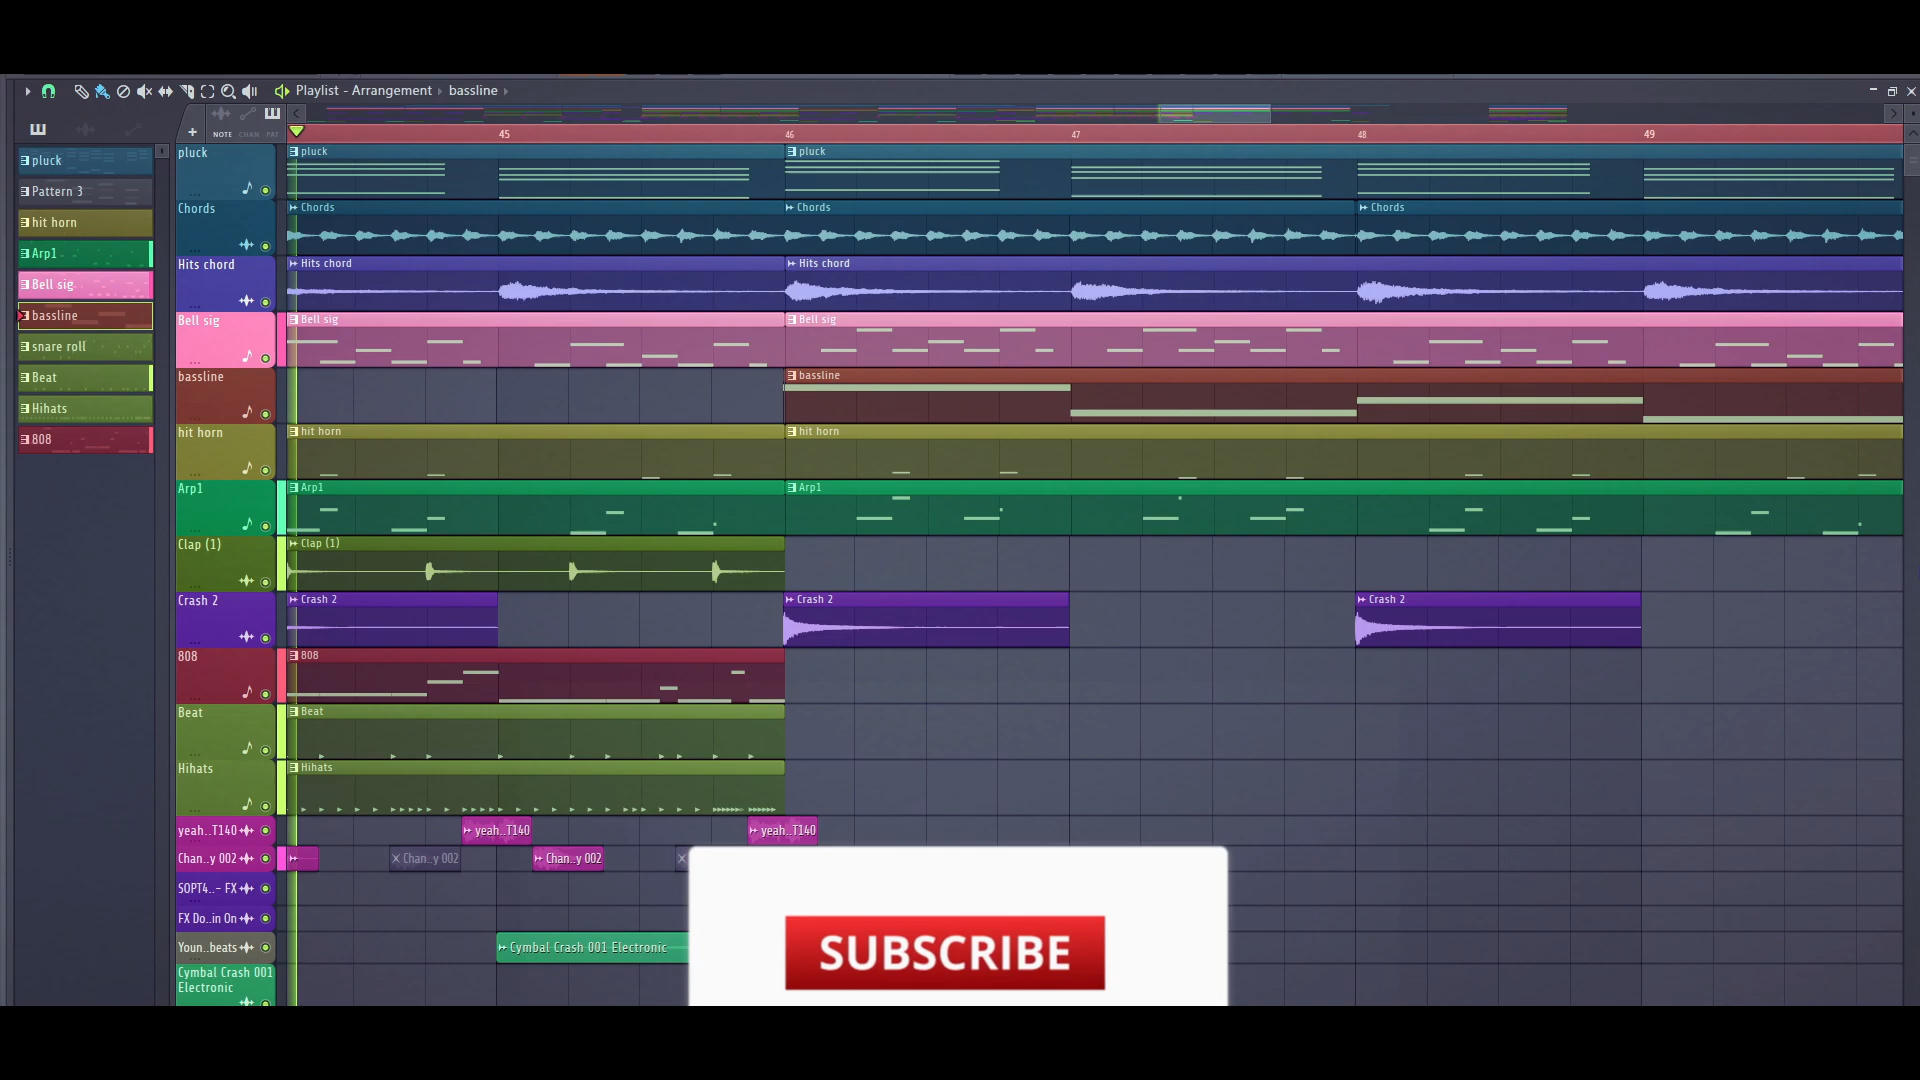 Playlist - Arrangement › bassline ›
NOTE CHAN PAT
45 46 47 48 49
pluck
Pattern 3
hit horn
Arp1
Bell sig
bassline
snare roll
Beat
Hihats
808
pluck pluck pluck
Chords Chords Chords Chords
Hits chord Hits chord Hits chord
Bell sig Bell sig Bell sig
bassline bassline
hit horn hit horn hit horn
Arp1 Arp1 Arp1
Clap (1) Clap (1)
Crash 2 Crash 2 Crash 2 Crash 2
808 808
Beat Beat
Hihats Hihats
yeah..T140 yeah..T140 yeah..T140
Chan..y 002 Chan..y 002 Chan..y 002
SOPT4..- FX
FX Do..in On
Youn..beats Cymbal Crash 001 Electronic
Cymbal Crash 001
Electronic
SUBSCRIBE